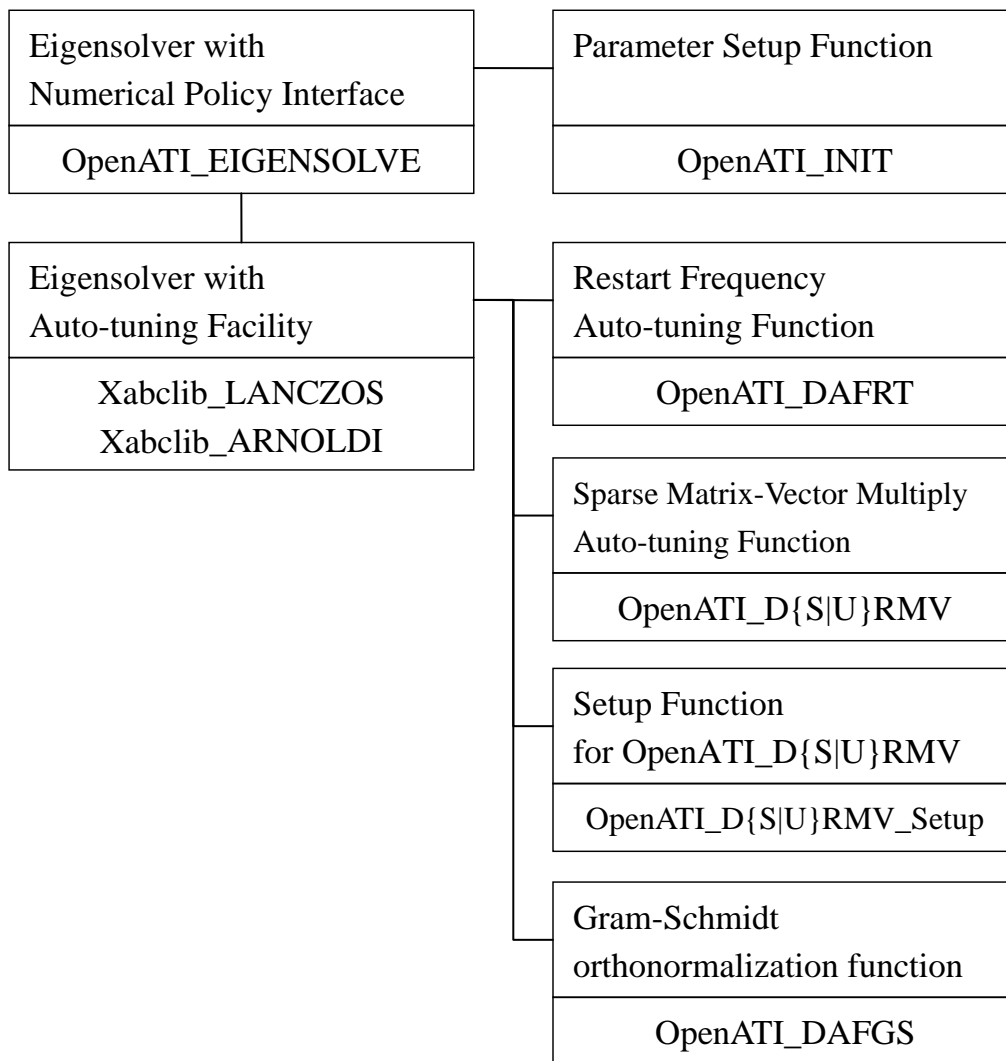 Eigensolver with
Numerical Policy Interface
OpenATI_EIGENSOLVE
Parameter Setup Function
OpenATI_INIT
Eigensolver with
Auto-tuning Facility
Xabclib_LANCZOS
Xabclib_ARNOLDI
Restart Frequency
Auto-tuning Function
OpenATI_DAFRT
Sparse Matrix-Vector Multiply
Auto-tuning Function
OpenATI_D{S|U}RMV
Setup Function
for OpenATI_D{S|U}RMV
OpenATI_D{S|U}RMV_Setup
Gram-Schmidt
orthonormalization function
OpenATI_DAFGS